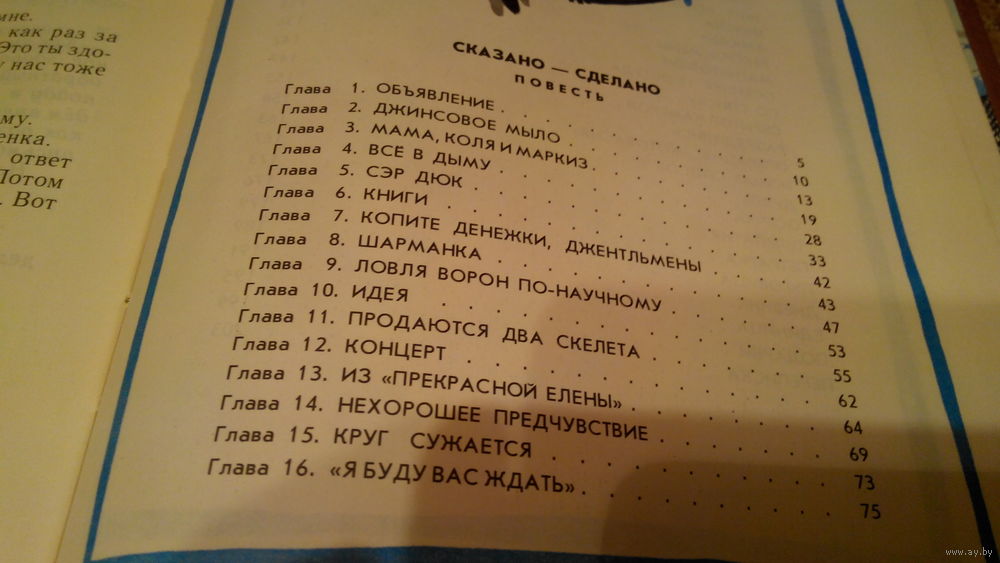 мне.
как раз за
Это ты здо-
у нас тоже
му.
енка.
ответ
Потом
. Вот
СКАЗАНО — СДЕЛАНО
ПОВЕСТЬ
Глава 1. ОБЪЯВЛЕНИЕ . . . . . . . . . . 5
Глава 2. ДЖИНСОВОЕ МЫЛО . . . . . . . . 10
Глава 3. МАМА, КОЛЯ И МАРКИЗ . . . . . . . 13
Глава 4. ВСЕ В ДЫМУ . . . . . . . . . . 19
Глава 5. СЭР ДЮК . . . . . . . . . . . 28
Глава 6. КНИГИ . . . . . . . . . . . . 33
Глава 7. КОПИТЕ ДЕНЕЖКИ, ДЖЕНТЛЬМЕНЫ . . . . 42
Глава 8. ШАРМАНКА . . . . . . . . . . 43
Глава 9. ЛОВЛЯ ВОРОН ПО-НАУЧНОМУ . . . . . 47
Глава 10. ИДЕЯ . . . . . . . . . . . . 53
Глава 11. ПРОДАЮТСЯ ДВА СКЕЛЕТА . . . . . . 55
Глава 12. КОНЦЕРТ . . . . . . . . . . . 62
Глава 13. ИЗ «ПРЕКРАСНОЙ ЕЛЕНЫ» . . . . . . 64
Глава 14. НЕХОРОШЕЕ ПРЕДЧУВСТВИЕ . . . . . . 69
Глава 15. КРУГ СУЖАЕТСЯ . . . . . . . . . 73
Глава 16. «Я БУДУ ВАС ЖДАТЬ» . . . . . . . . 75
www.ay.by